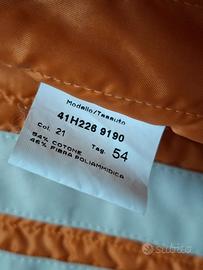 Modello/Tessuto
41H228 9190
Col. 21 Tag. 54
54% COTONE
46% FIBRA POLIAMMIDICA
subito